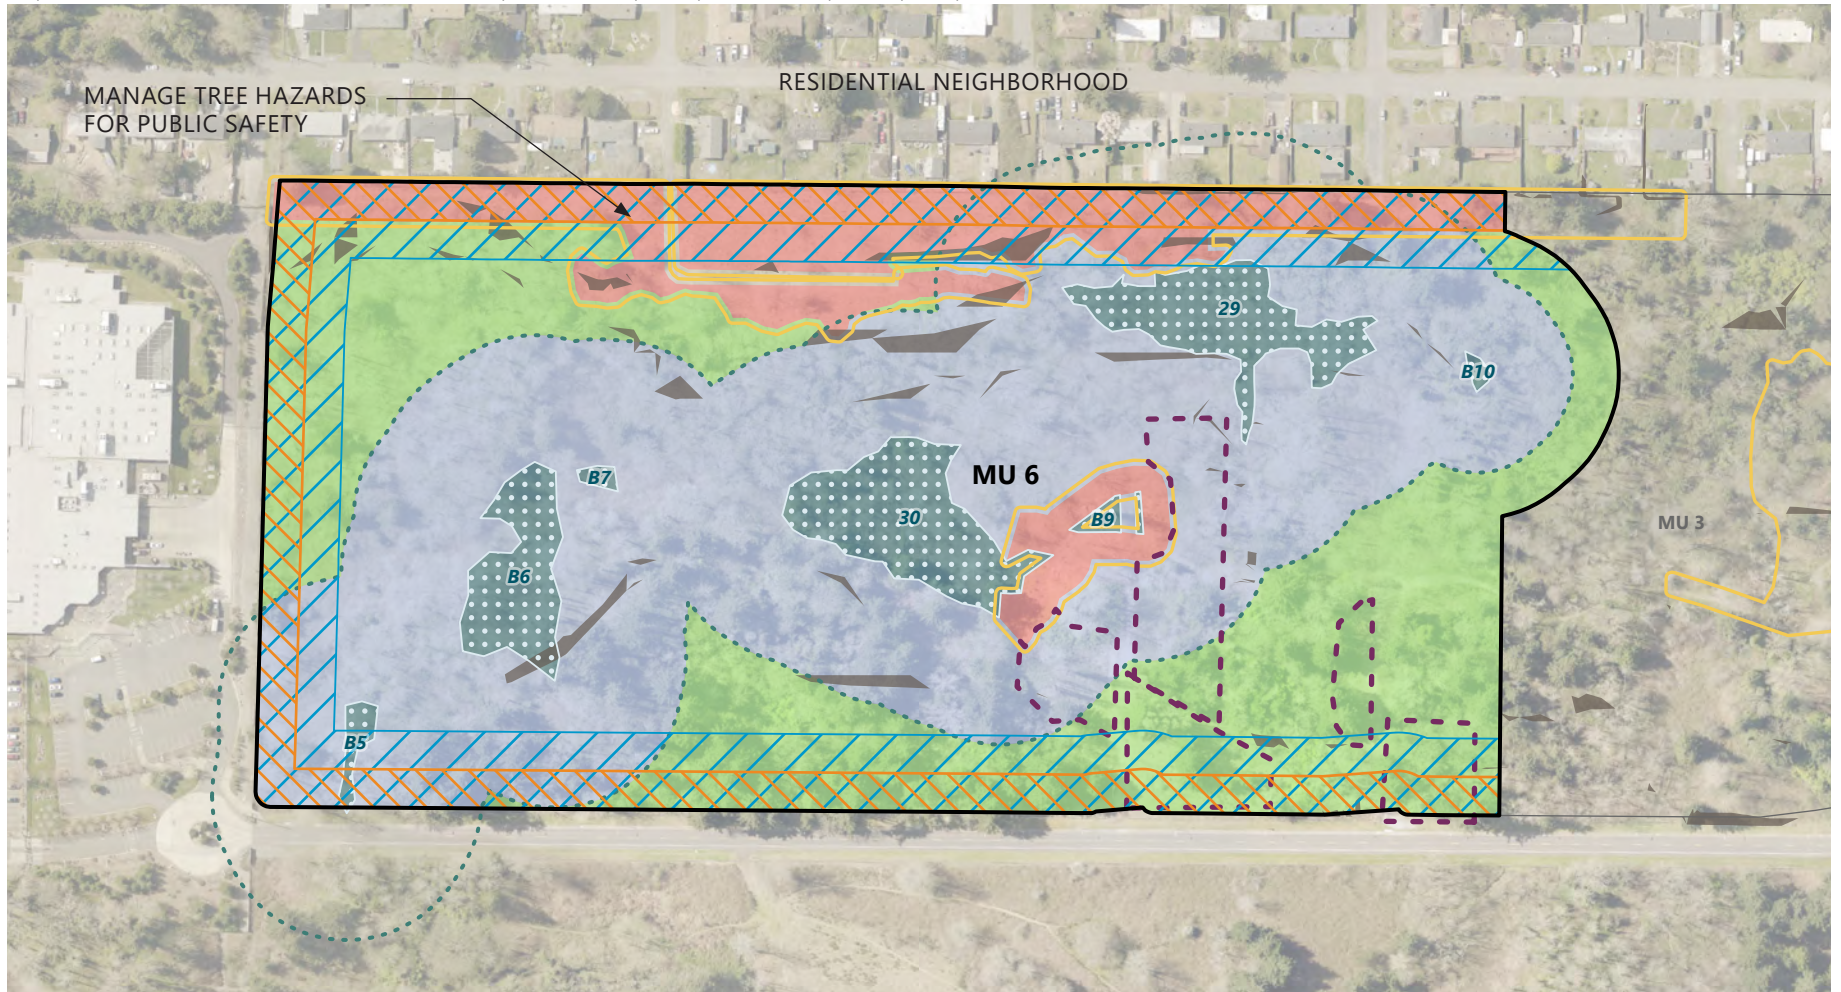 RESIDENTIAL NEIGHBORHOOD
MANAGE TREE HAZARDS
FOR PUBLIC SAFETY
29
B10
B7
MU 6
30
B9
MU 3
B6
B5